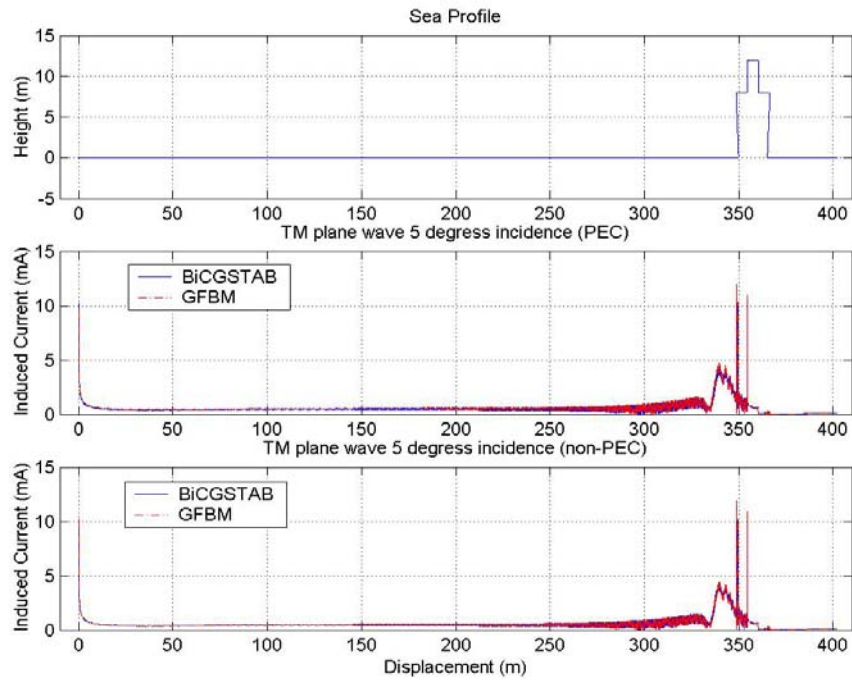 Sea Profile
15
10
5
0
-5
Height (m)
0 50 100 150 200 250 300 350 400
TM plane wave 5 degress incidence (PEC)
15
10
5
0
Induced Current (mA)
BiCGSTAB
GFBM
0 50 100 150 200 250 300 350 400
TM plane wave 5 degress incidence (non-PEC)
15
10
5
0
Induced Current (mA)
BiCGSTAB
GFBM
0 50 100 150 200 250 300 350 400
Displacement (m)